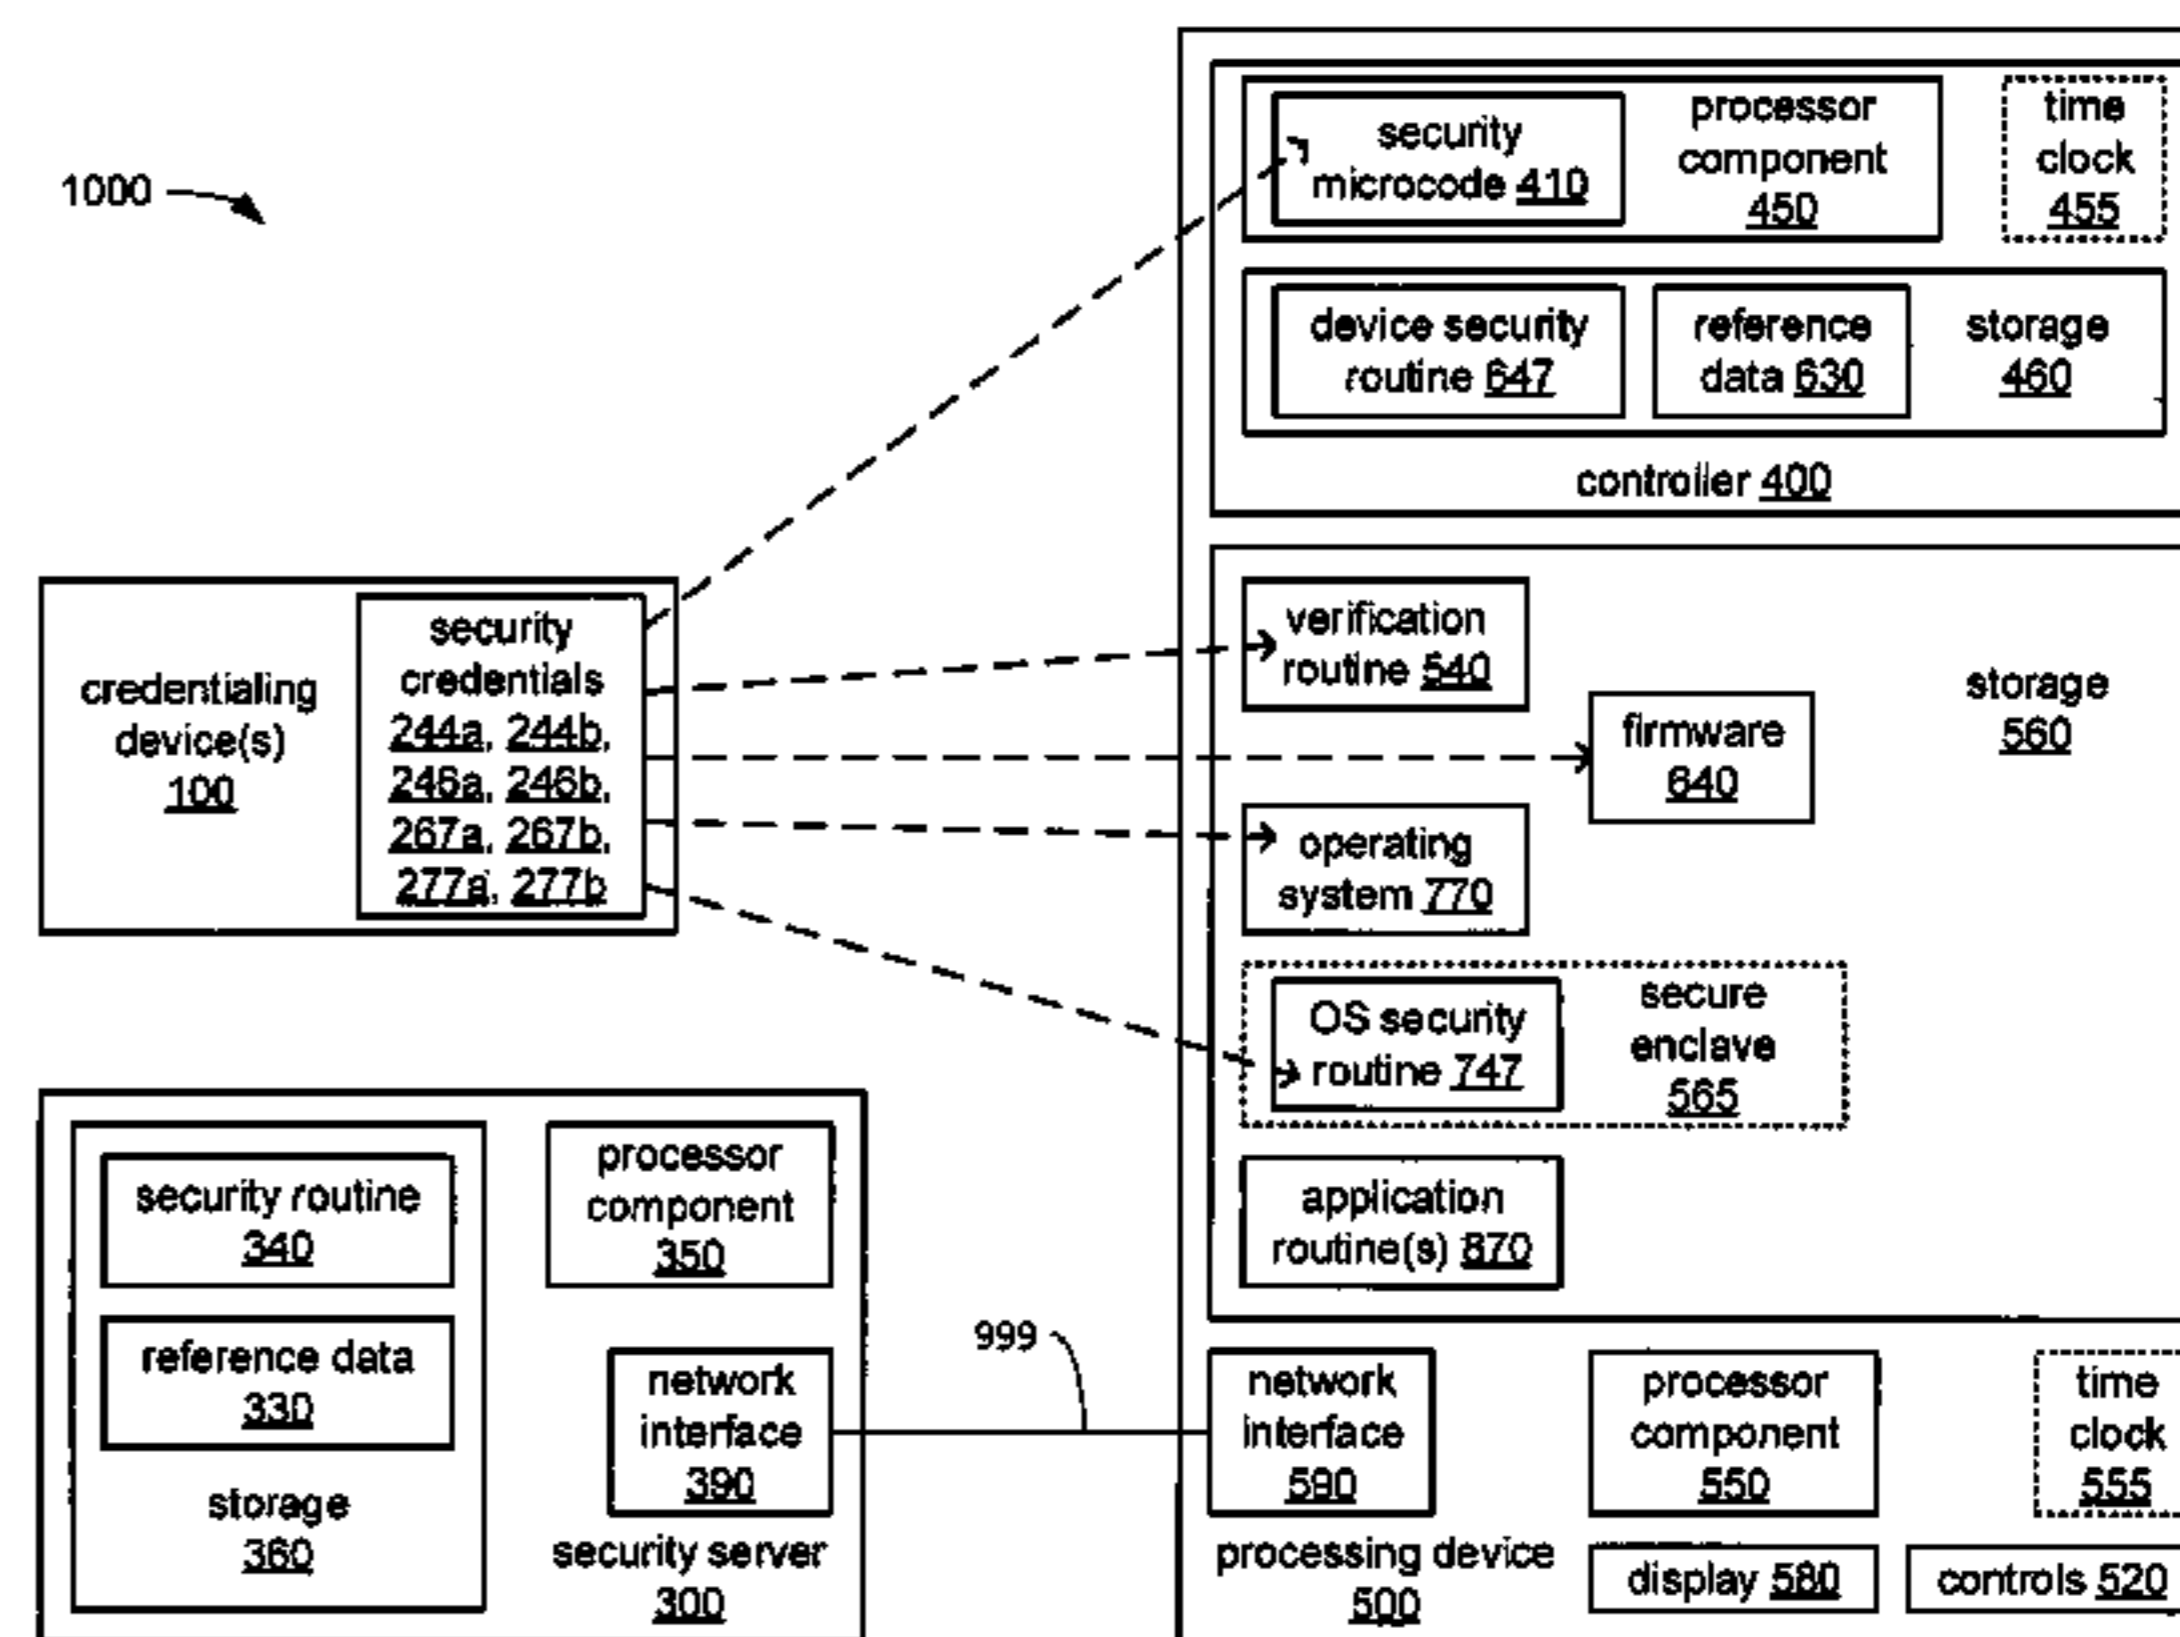 1000
security
microcode 410
processor
component
450
time
clock
455
device security
routine 647
reference
data 630
storage
460
controller 400
credentialing
device(s)
100
security
credentials
244a, 244b,
246a, 246b,
267a, 267b,
277a, 277b
verification
routine 540
firmware
640
storage
560
operating
system 770
OS security
routine 747
secure
enclave
565
application
routine(s) 870
security routine
340
reference data
330
storage
360
processor
component
350
network
interface
390
security server
300
999
network
interface
590
processor
component
550
time
clock
555
processing device
500
display 580
controls 520